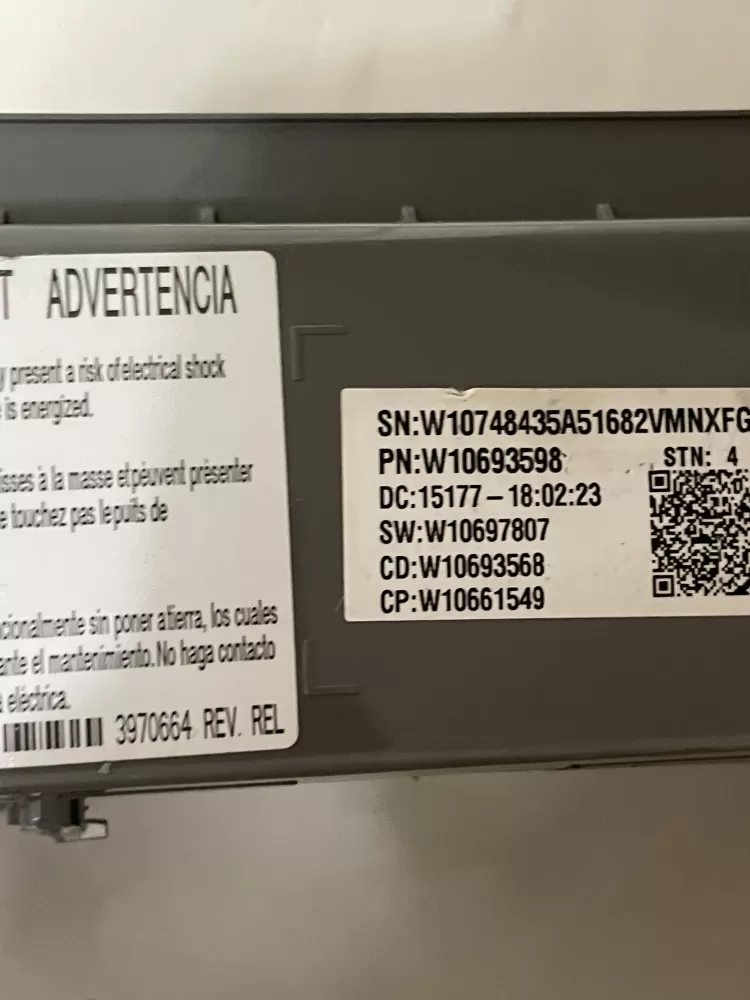 T ADVERTENCIA
y present a risk of electrical shock
is energized.
isses à la masse et péuvent présenter
e touchez pas le puits de
cionalmente sin poner a tierra, los cuales
ante el mantenimiento. No haga contacto
eléctrica.
3970664 REV. REL
SN:W10748435A51682VMNXFG
PN:W10693598
STN: 4
DC:15177-18:02:23
SW:W10697807
CD:W10693568
CP:W10661549